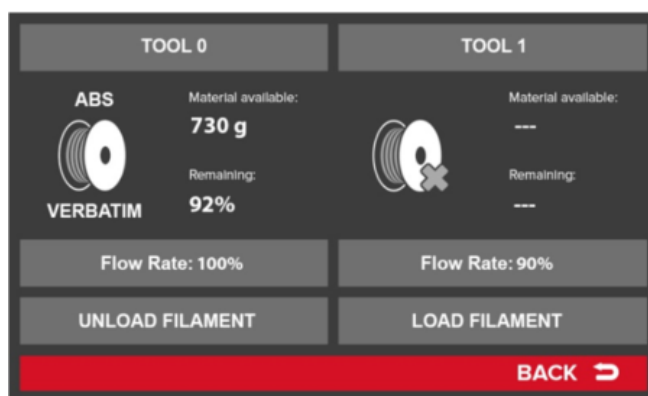 TOOL 0
TOOL 1
ABS
Material available:
730 g
Remaining:
92%
VERBATIM
Material available:
---
Remaining:
---
Flow Rate: 100%
Flow Rate: 90%
UNLOAD FILAMENT
LOAD FILAMENT
BACK